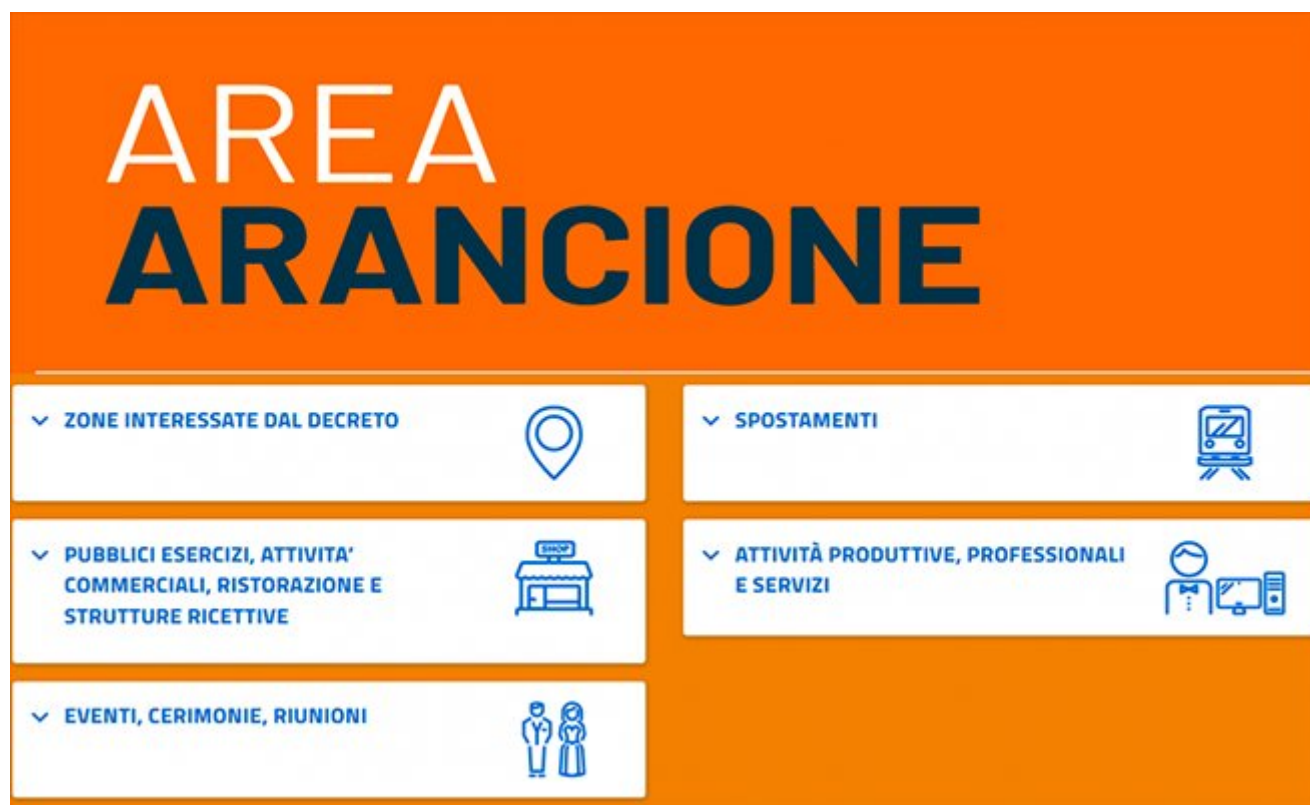 AREA
ARANCIONE
ZONE INTERESSATE DAL DECRETO
SPOSTAMENTI
PUBBLICI ESERCIZI, ATTIVITA’
COMMERCIALI, RISTORAZIONE E
STRUTTURE RICETTIVE
SHOP
ATTIVITÀ PRODUTTIVE, PROFESSIONALI
E SERVIZI
EVENTI, CERIMONIE, RIUNIONI